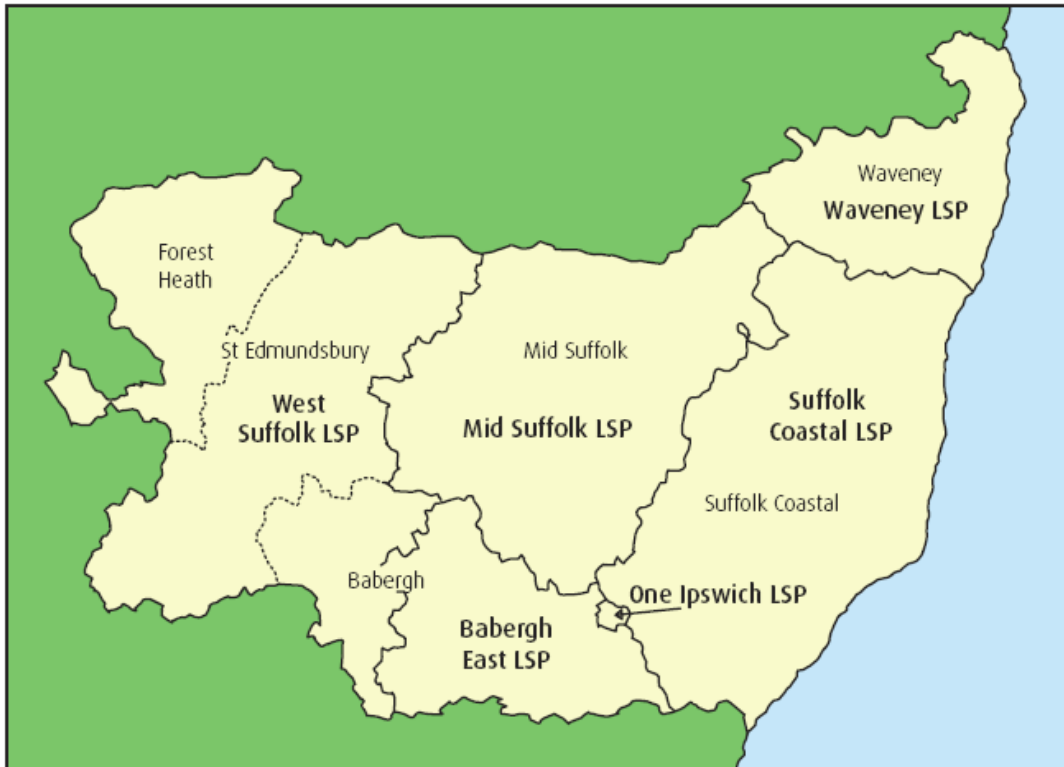 Waveney
Waveney LSP
Forest
Heath
St Edmundsbury
West
Suffolk LSP
Mid Suffolk
Mid Suffolk LSP
Suffolk
Coastal LSP
Suffolk Coastal
Babergh
One Ipswich LSP
Babergh
East LSP